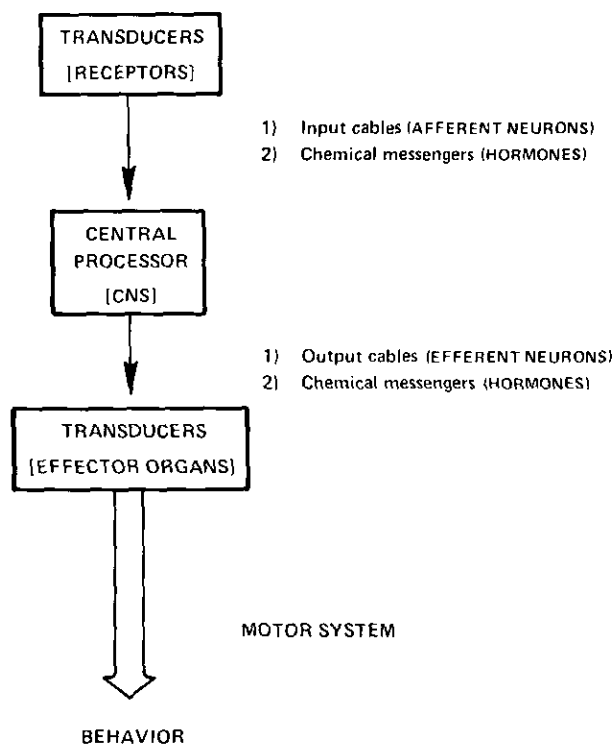 TRANSDUCERS
[RECEPTORS]
1) Input cables (AFFERENT NEURONS)
2) Chemical messengers (HORMONES)
CENTRAL
PROCESSOR
[CNS]
1) Output cables (EFFERENT NEURONS)
2) Chemical messengers (HORMONES)
TRANSDUCERS
[EFFECTOR ORGANS]
MOTOR SYSTEM
BEHAVIOR